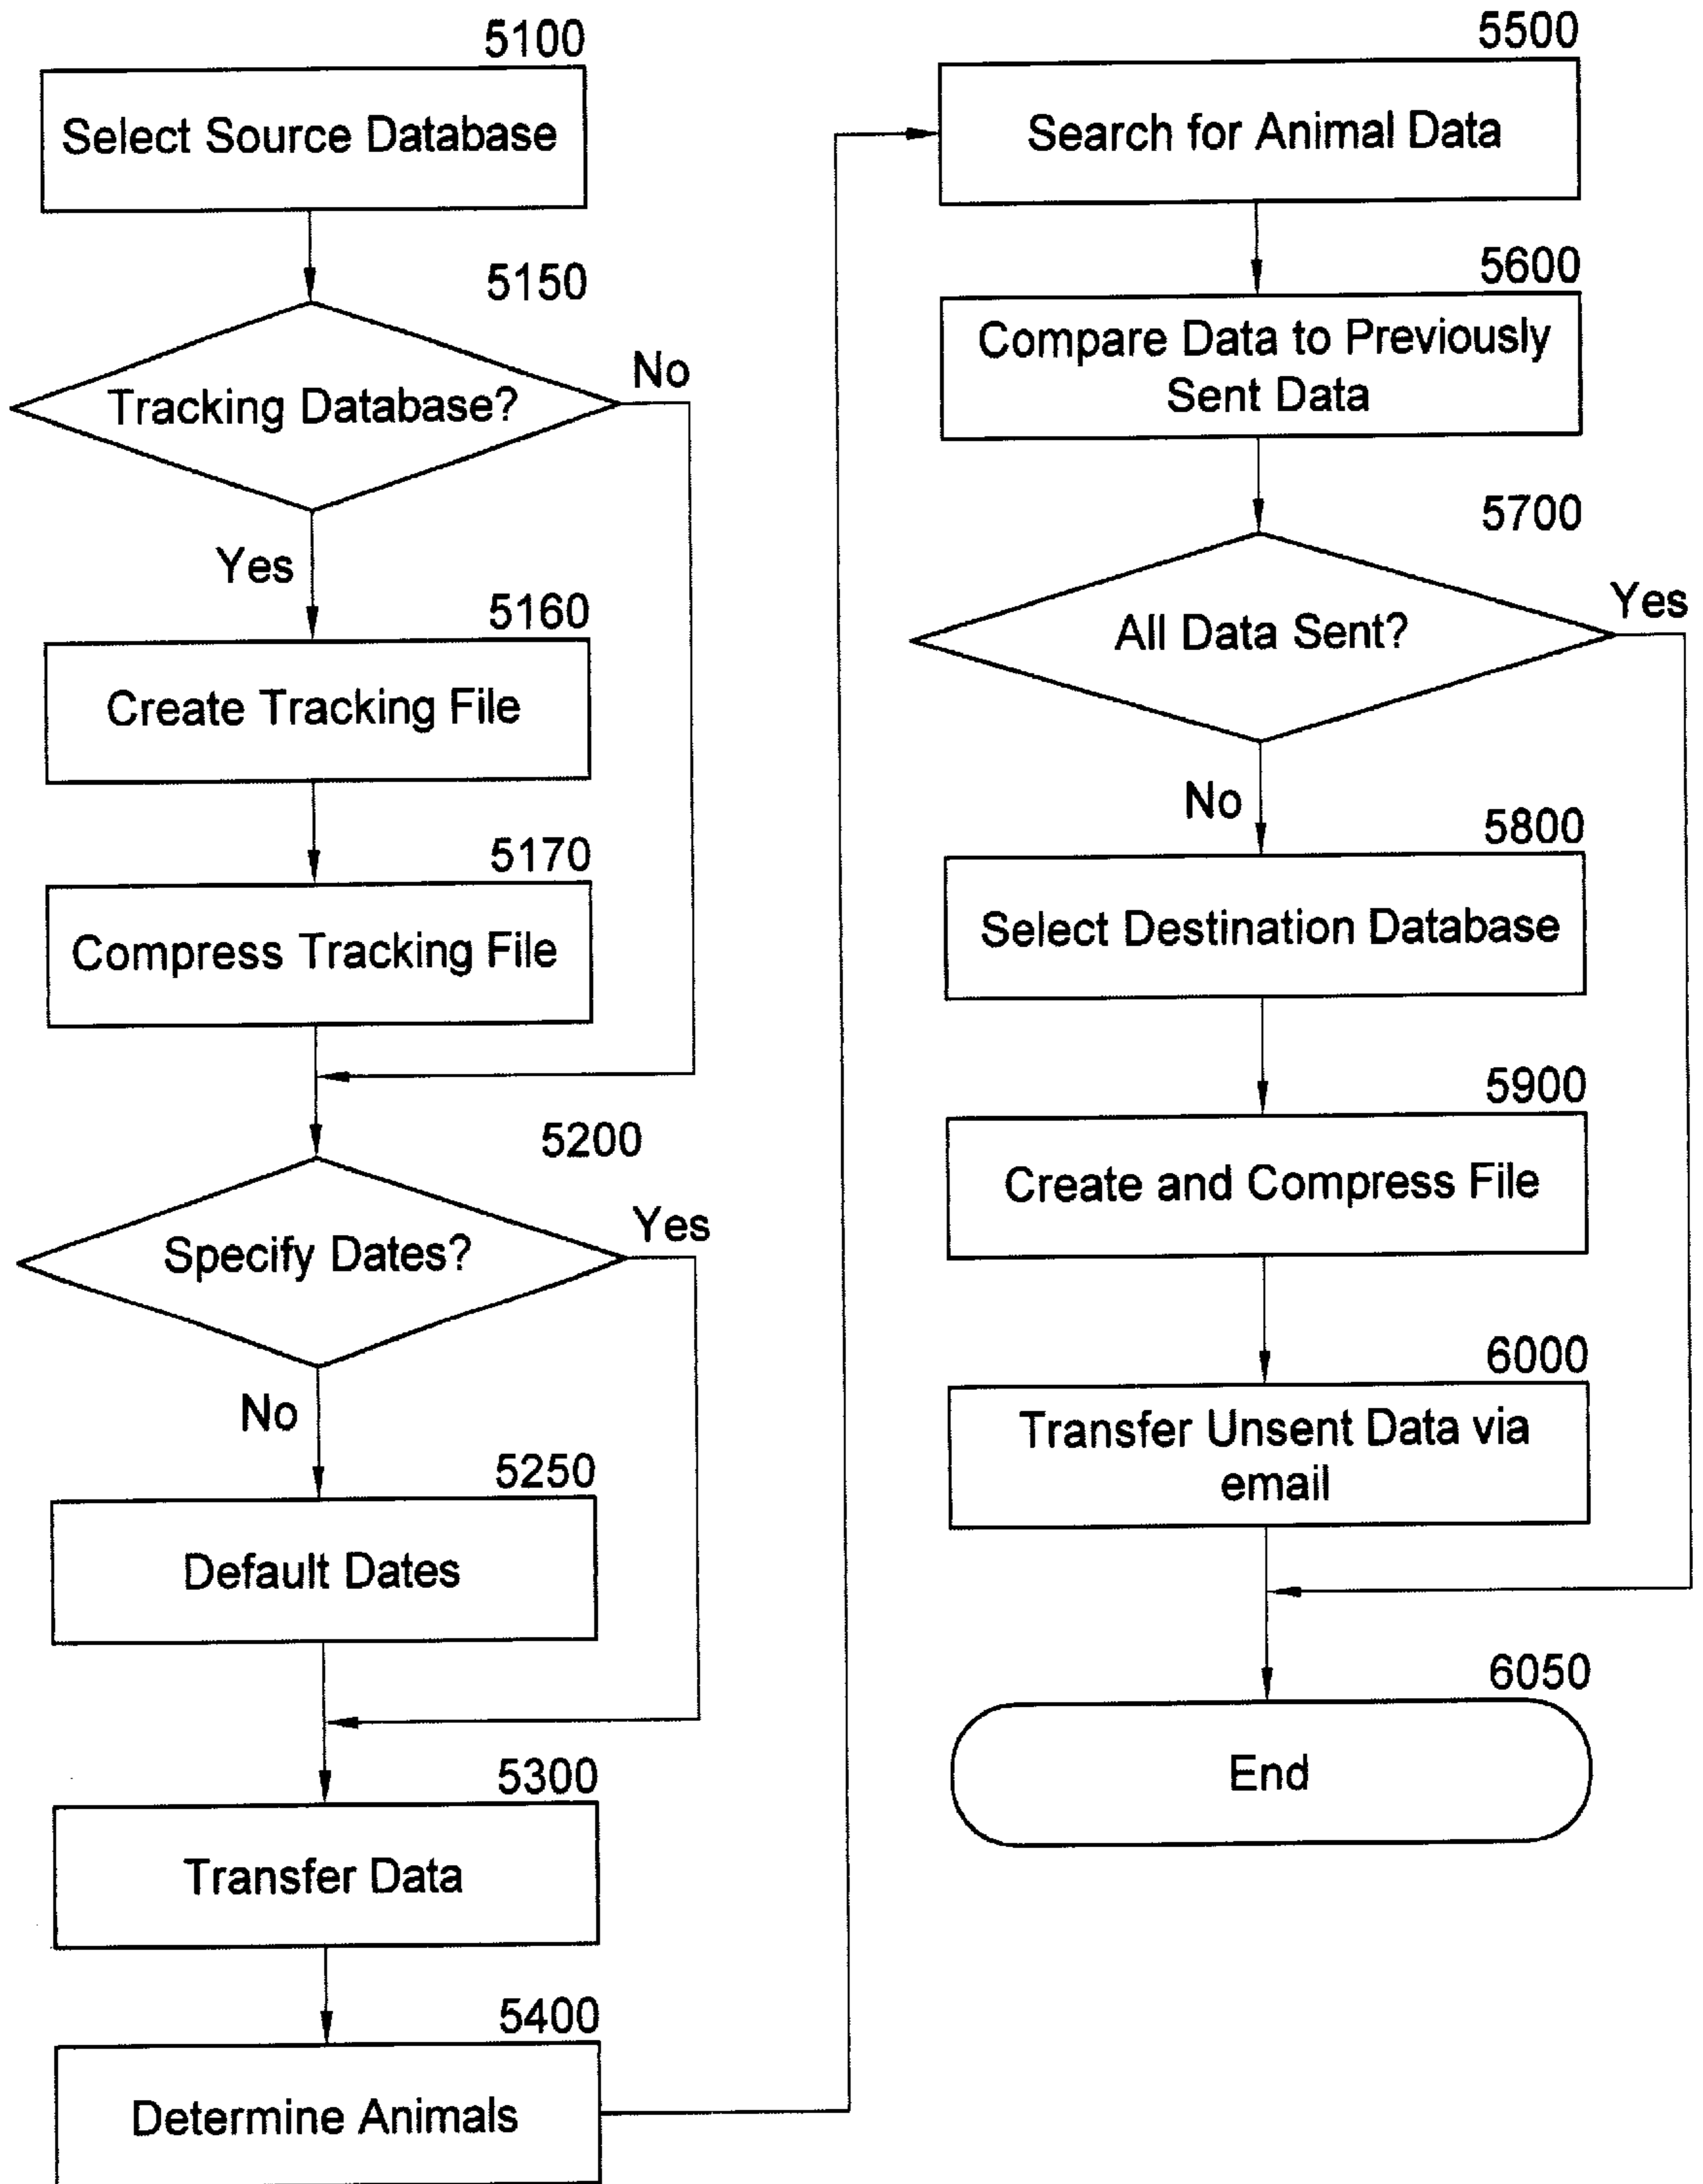 5100
Select Source Database
5150
Tracking Database?
No
Yes
5160
Create Tracking File
5170
Compress Tracking File
5200
Specify Dates?
Yes
No
5250
Default Dates
5300
Transfer Data
5400
Determine Animals
5500
Search for Animal Data
5600
Compare Data to Previously
Sent Data
5700
All Data Sent?
Yes
No
5800
Select Destination Database
5900
Create and Compress File
6000
Transfer Unsent Data via
email
6050
End